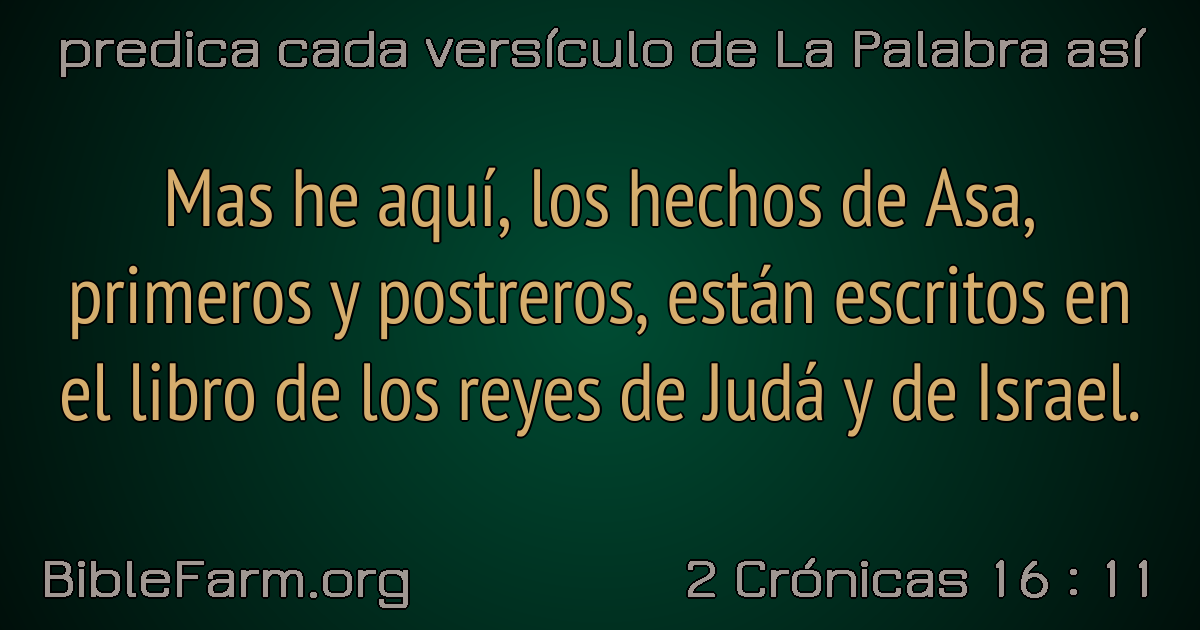 predica cada versículo de La Palabra así
Mas he aquí, los hechos de Asa,
primeros y postreros, están escritos en
el libro de los reyes de Judá y de Israel.
BibleFarm.org
2 Crónicas 16 : 11